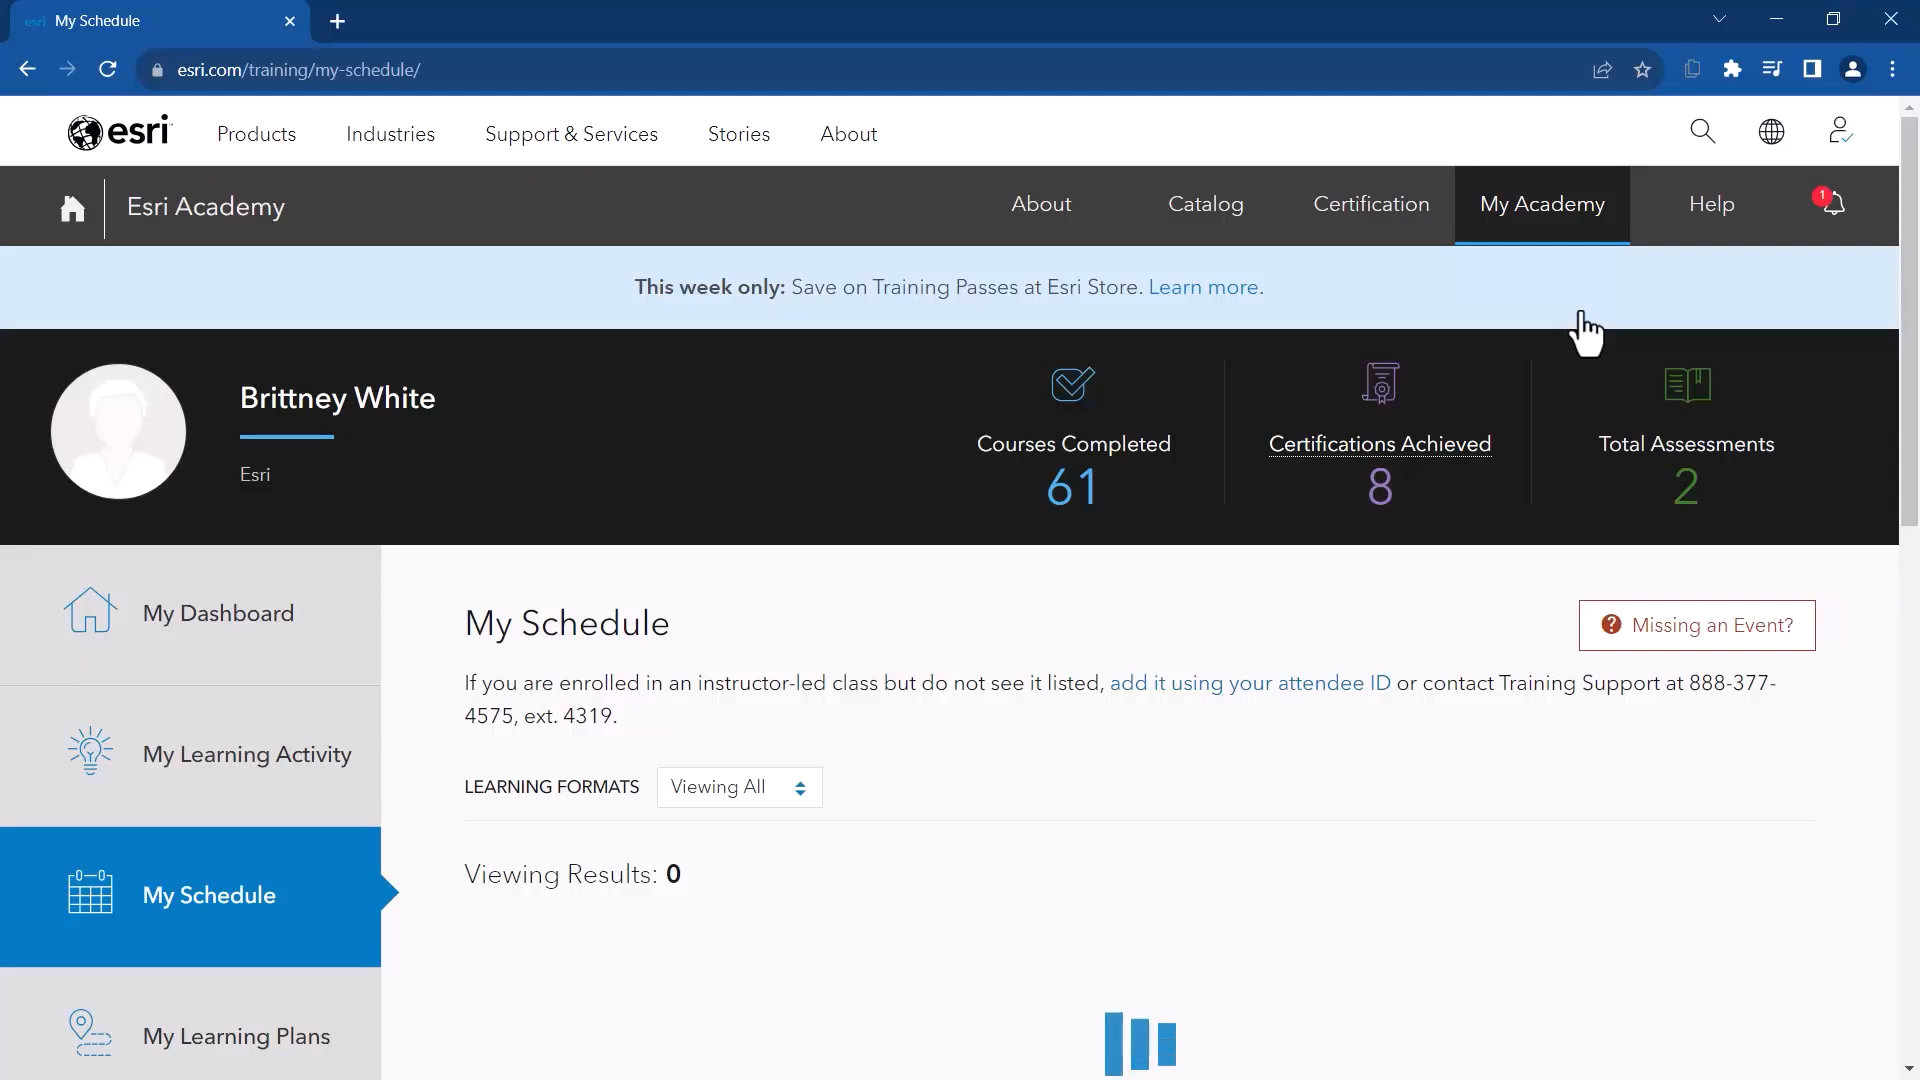 esri My Schedule
esri.com/training/my-schedule/
esri Products Industries Support & Services Stories About
Esri Academy About Catalog Certification My Academy Help 1
This week only: Save on Training Passes at Esri Store. Learn more.
Brittney White
Esri
Courses Completed
61
Certifications Achieved
8
Total Assessments
2
My Dashboard
My Learning Activity
My Schedule
My Learning Plans
My Schedule
? Missing an Event?
If you are enrolled in an instructor-led class but do not see it listed, add it using your attendee ID or contact Training Support at 888-377-
4575, ext. 4319.
LEARNING FORMATS Viewing All
Viewing Results: 0